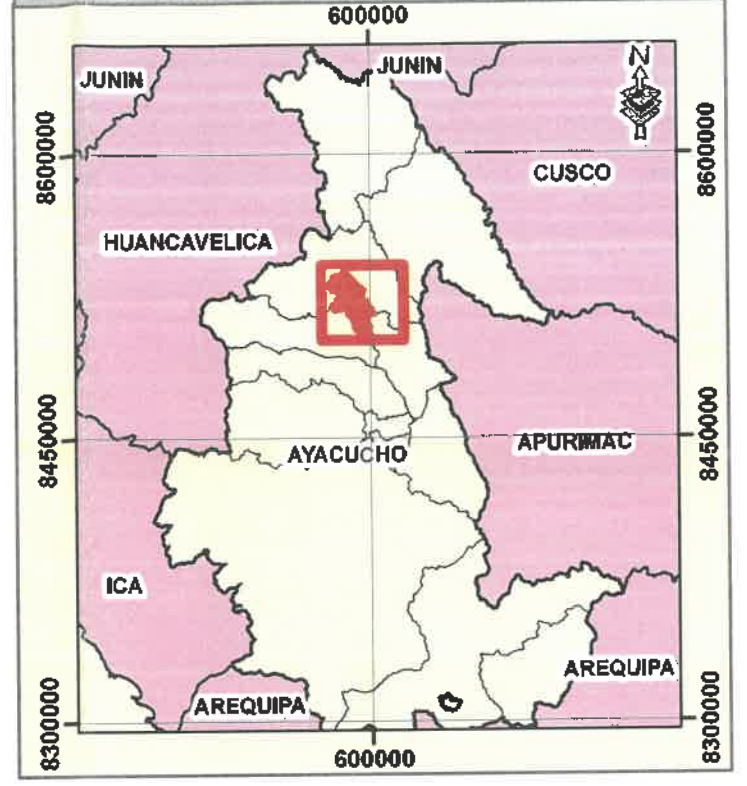 600000
JUNIN
JUNIN
N
8600000
8600000
CUSCO
HUANCAVELICA
8450000
8450000
AYACUCHO
APURIMAC
ICA
AREQUIPA
AREQUIPA
8300000
8300000
600000